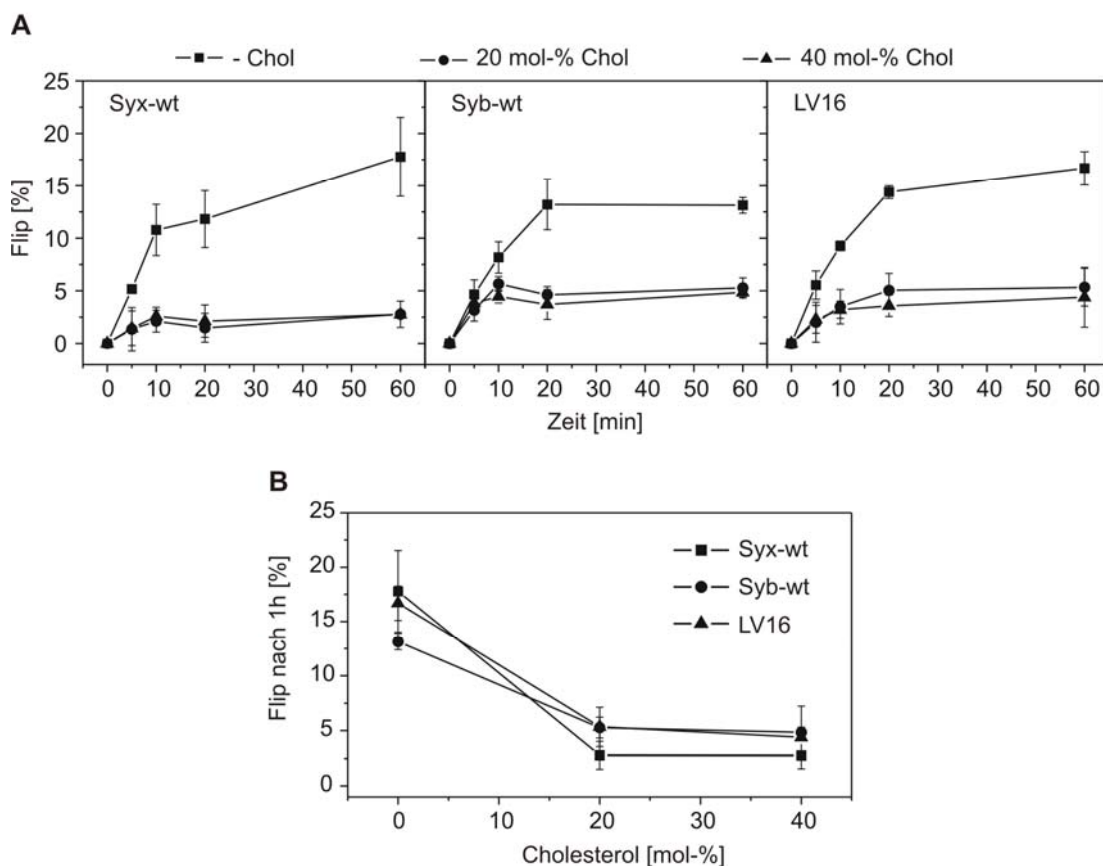 A
- Chol 20 mol-% Chol 40 mol-% Chol
Syx-wt Syb-wt LV16
Flip [%]
25
20
15
10
5
0
0 10 20 30 40 50 60 0 10 20 30 40 50 60 0 10 20 30 40 50 60
Zeit [min]
B
Flip nach 1h [%]
25
20
15
10
5
0
Syx-wt
Syb-wt
LV16
0 10 20 30 40
Cholesterol [mol-%]